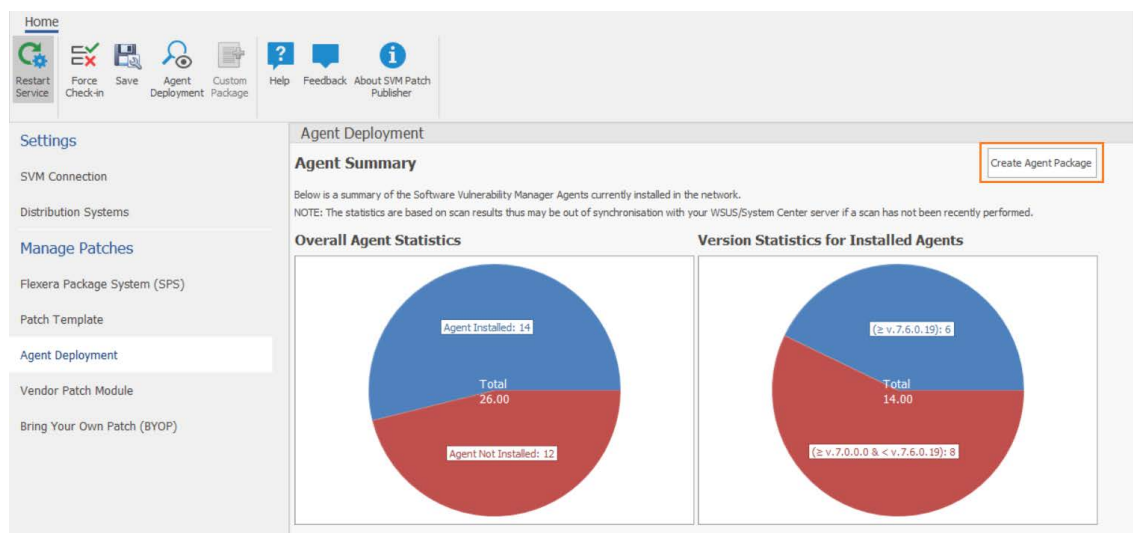 Home
Restart Service
Force Check-in
Save
Agent Deployment
Custom Package
Help
Feedback
About SVM Patch Publisher
Settings
SVM Connection
Distribution Systems
Manage Patches
Flexera Package System (SPS)
Patch Template
Agent Deployment
Vendor Patch Module
Bring Your Own Patch (BYOP)
Agent Deployment
Agent Summary
Create Agent Package
Below is a summary of the Software Vulnerability Manager Agents currently installed in the network.
NOTE: The statistics are based on scan results thus may be out of synchronisation with your WSUS/System Center server if a scan has not been recently performed.
Overall Agent Statistics
Agent Installed: 14
Total
26.00
Agent Not Installed: 12
Version Statistics for Installed Agents
(≥ v.7.6.0.19): 6
Total
14.00
(≥ v.7.0.0.0 & < v.7.6.0.19): 8